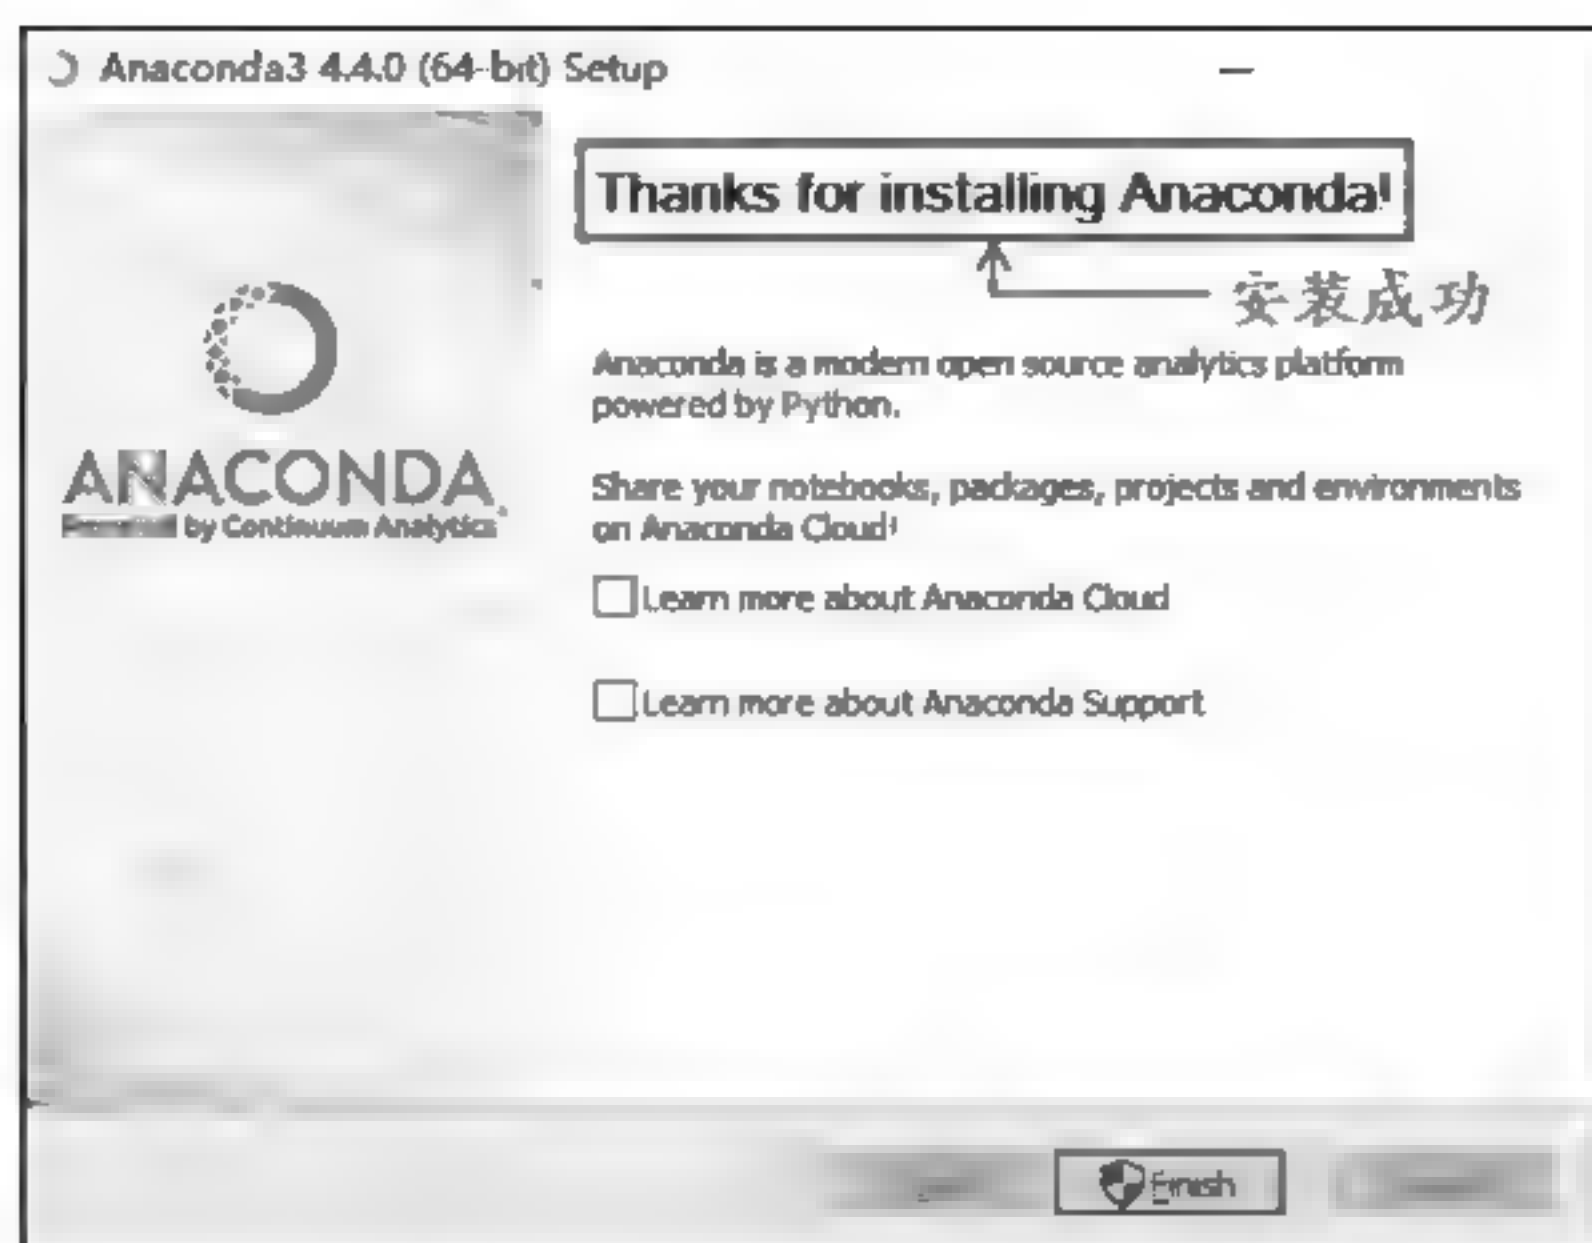 Anaconda3 4.4.0 (64-bit) Setup
Thanks for installing Anaconda!
安装成功
Anaconda is a modern open source analytics platform
powered by Python.
ANACONDA
by Continuum Analytics
Share your notebooks, packages, projects and environments
on Anaconda Cloud!
Learn more about Anaconda Cloud
Learn more about Anaconda Support
Finish